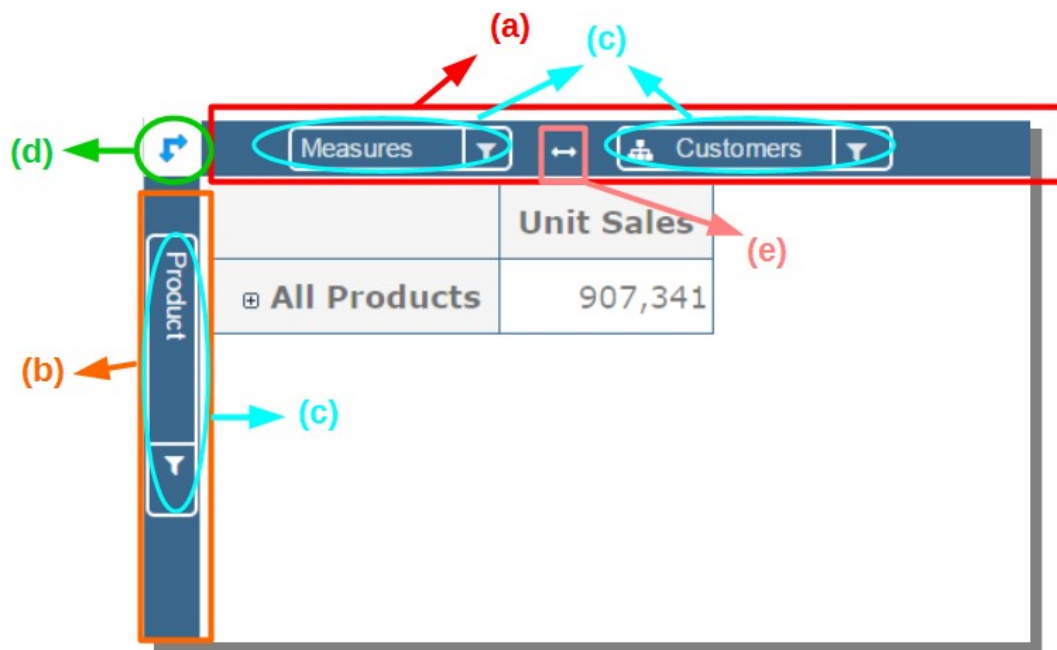 (a)
(c)
(d)
Measures
Customers
Unit Sales
(e)
Product
All Products 907,341
(b)
(c)